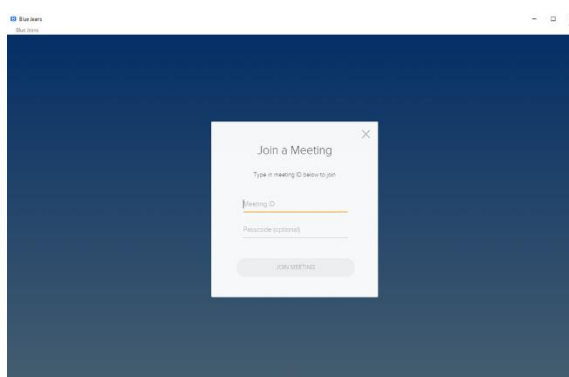 Blue Jeans
Blue Jeans
Join a Meeting
Type in meeting ID below to join
Meeting ID
Passcode (optional)
JOIN MEETING